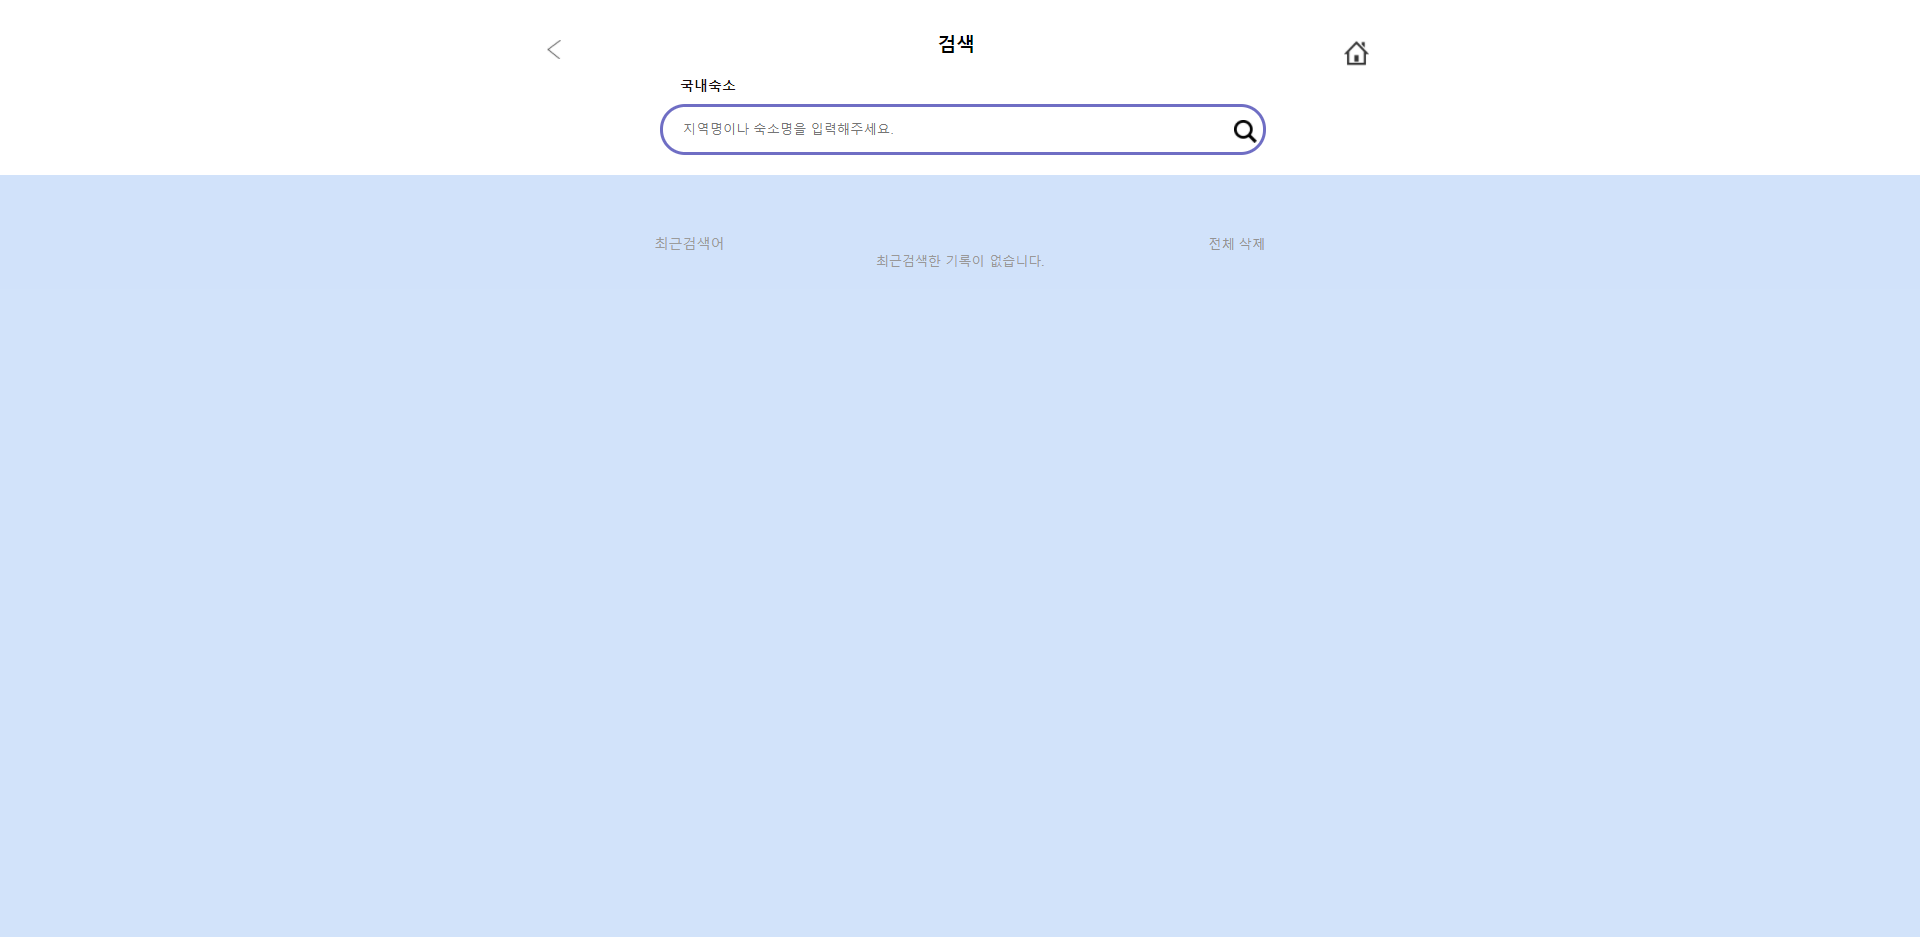 검색
국내숙소
지역명이나 숙소명을 입력해주세요.
최근검색어
전체 삭제
최근검색한 기록이 없습니다.